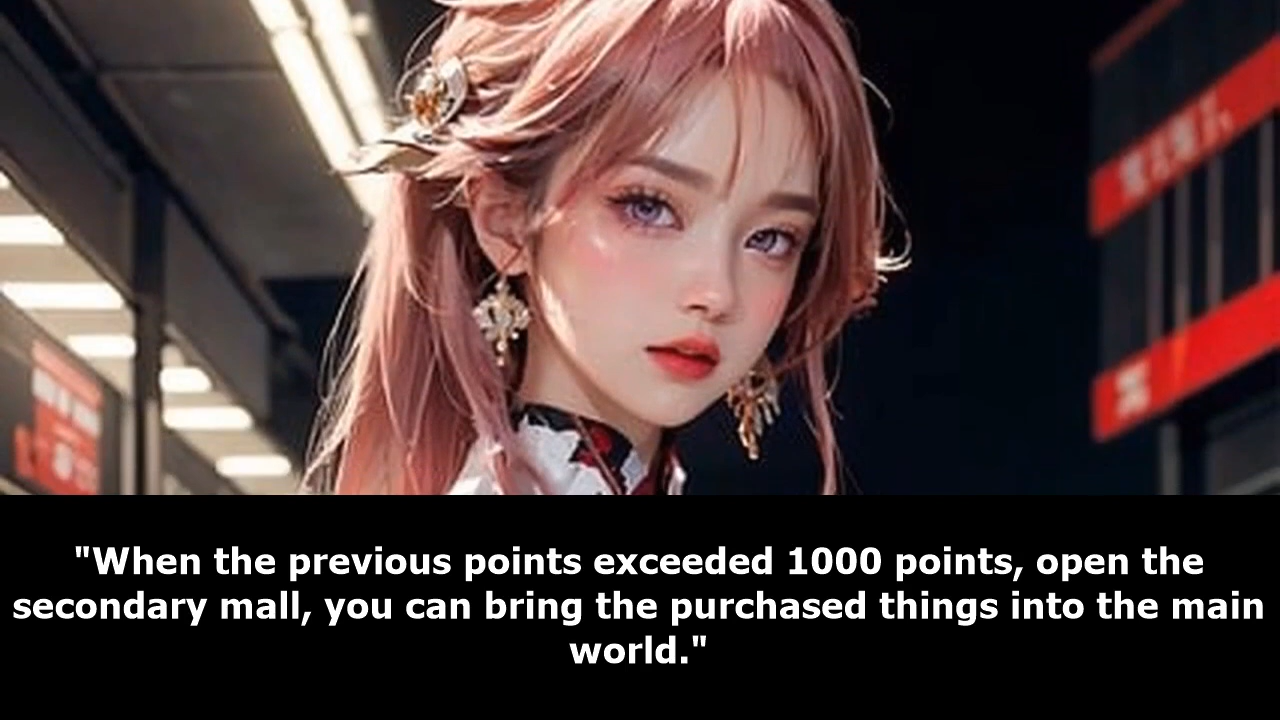 "When the previous points exceeded 1000 points, open the
secondary mall, you can bring the purchased things into the main
world."